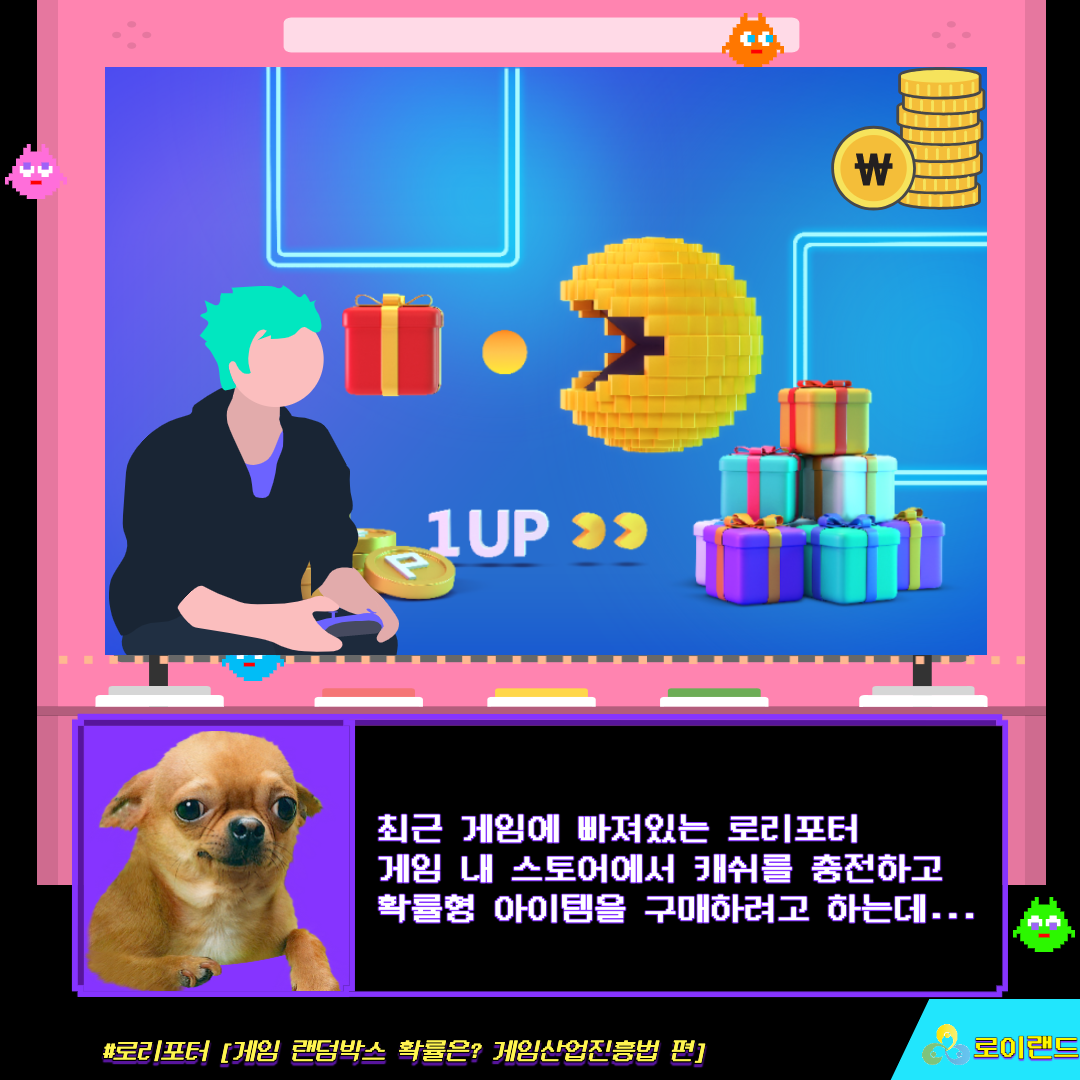 ₩
P
1UP
최근 게임에 빠져있는 로리포터
게임 내 스토어에서 캐쉬를 충전하고
확률형 아이템을 구매하려고 하는데...
#로리포터 [게임 랜덤박스 확률은? 게임산업진흥법 편]
로이랜드